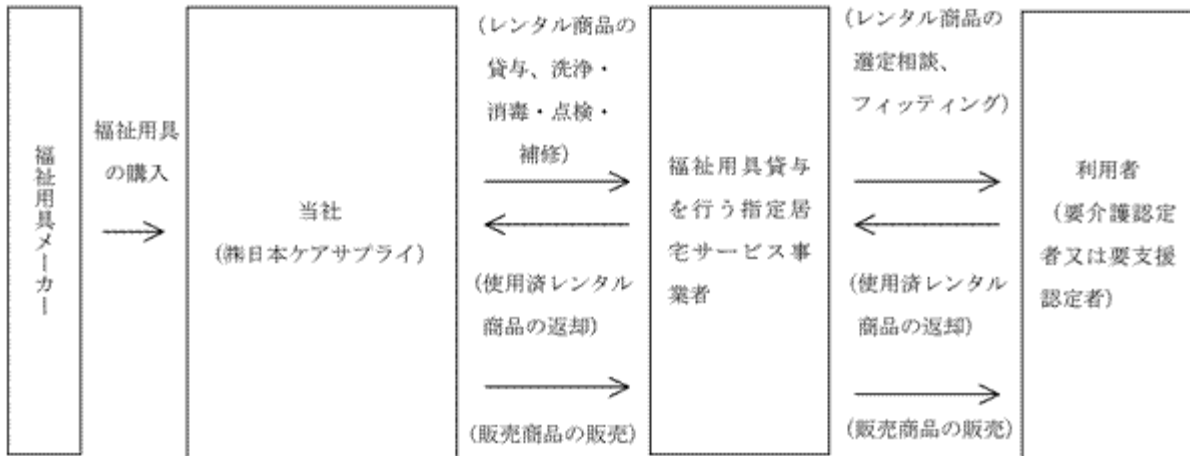 福祉用具メーカー
福祉用具
の購入
当社
(㈱日本ケアサプライ)
(レンタル商品の
貸与、洗浄・
消毒・点検・
補修)
(使用済レンタル
商品の返却)
(販売商品の販売)
福祉用具貸与
を行う指定居
宅サービス事
業者
(レンタル商品の
選定相談、
フィッティング)
(使用済レンタル
商品の返却)
(販売商品の販売)
利用者
(要介護認定
者又は要支援
認定者)